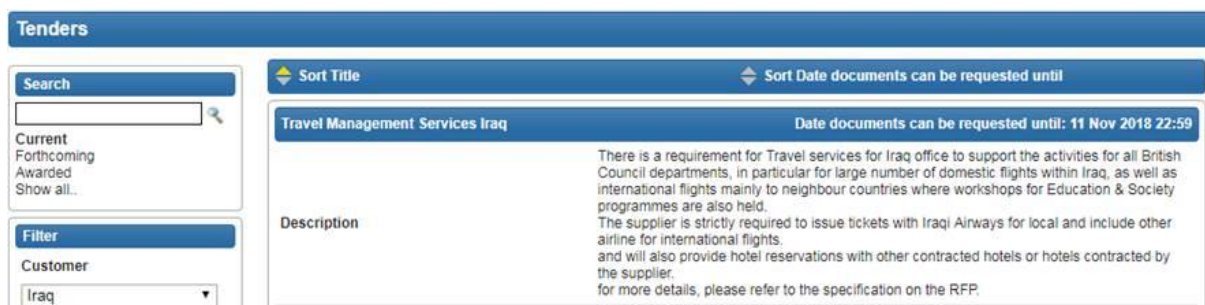 Tenders
Search
Current
Forthcoming
Awarded
Show all..
Filter
Customer
Iraq
Sort Title
Sort Date documents can be requested until
Travel Management Services Iraq
Date documents can be requested until: 11 Nov 2018 22:59
Description
There is a requirement for Travel services for Iraq office to support the activities for all British
Council departments, in particular for large number of domestic flights within Iraq, as well as
international flights mainly to neighbour countries where workshops for Education & Society
programmes are also held.
The supplier is strictly required to issue tickets with Iraqi Airways for local and include other
airline for international flights.
and will also provide hotel reservations with other contracted hotels or hotels contracted by
the supplier.
for more details, please refer to the specification on the RFP.